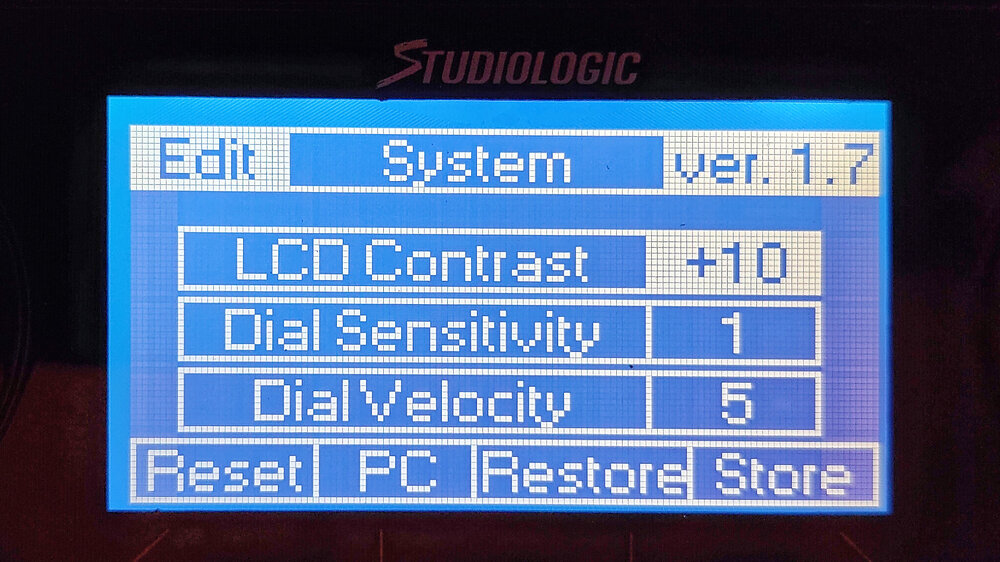 STUDIOLOGIC
Edit System ver. 1.7
LCD Contrast +10
Dial Sensitivity 1
Dial Velocity 5
Reset PC Restore Store